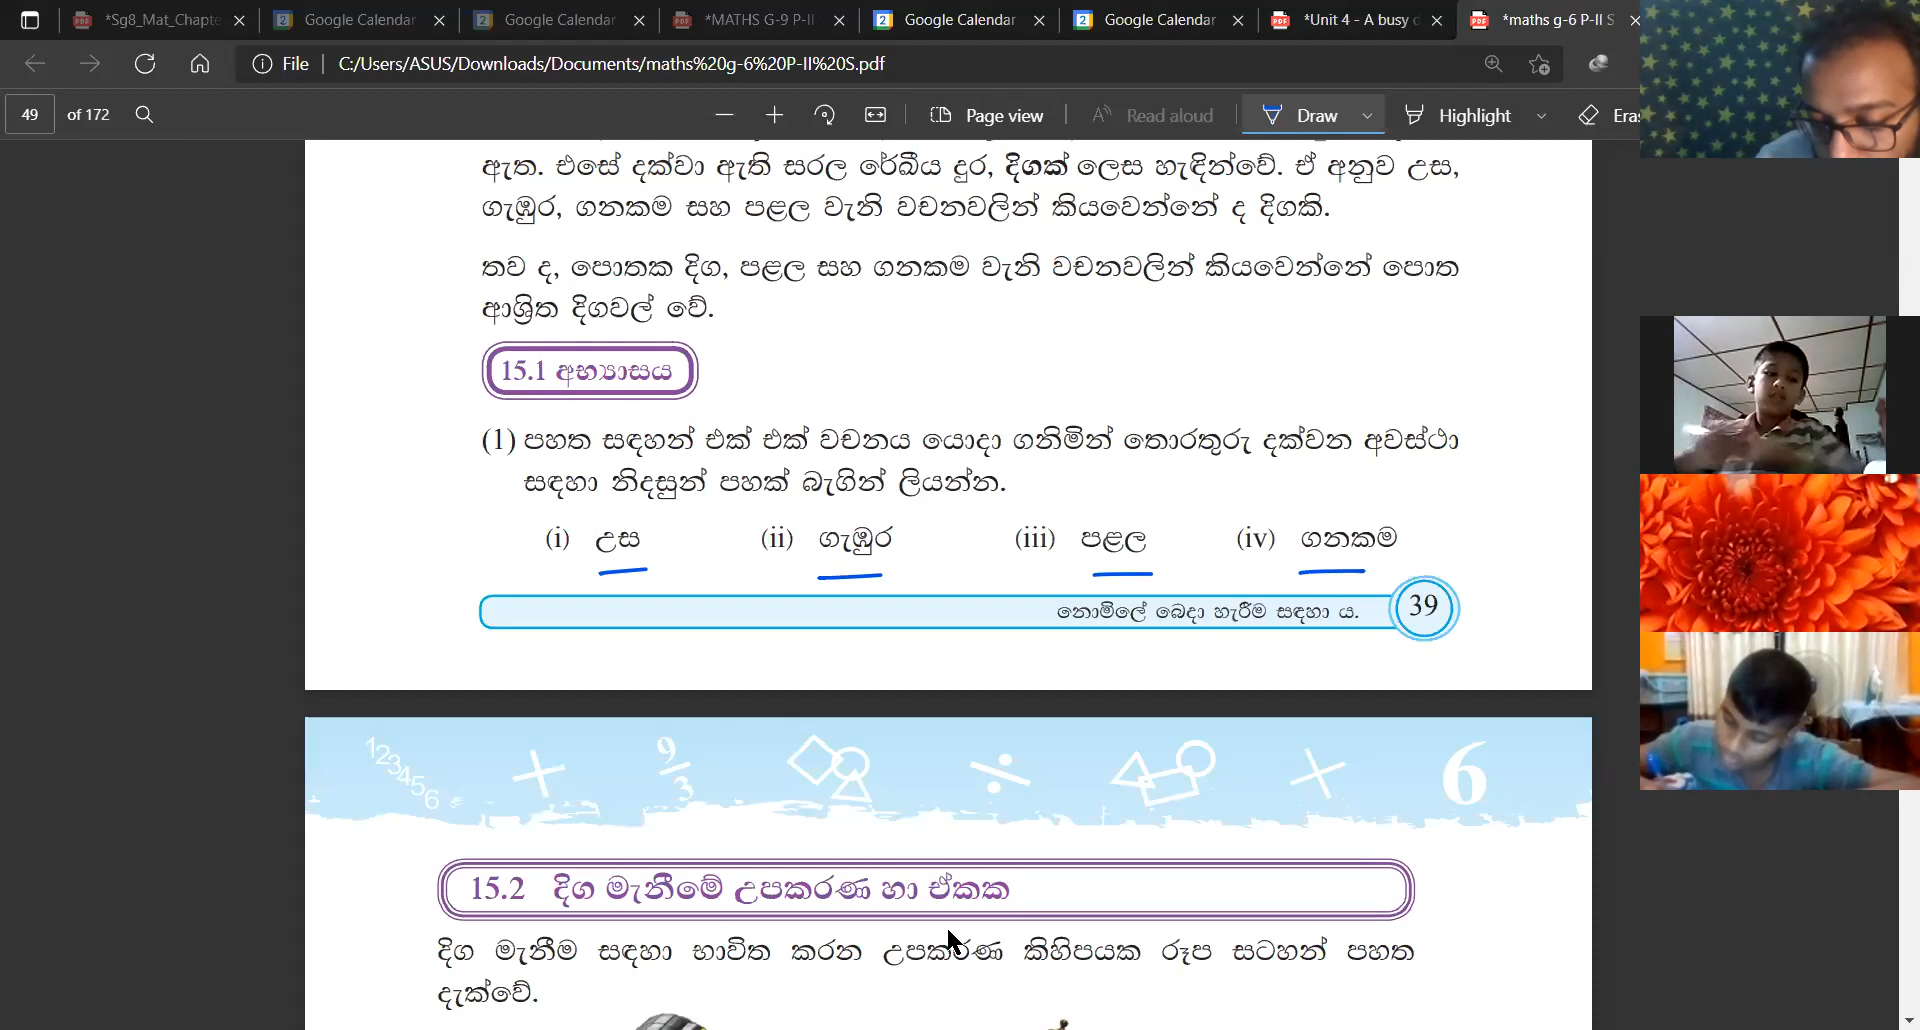 *Sg8_Mat_Chapte
Google Calendar
Google Calendar
*MATHS G-9 P-II
Google Calendar
Google Calendar
*Unit 4 - A busy d
*maths g-6 P-II S
File
C:/Users/ASUS/Downloads/Documents/maths%20g-6%20P-II%20S.pdf
49 of 172
Page view
Read aloud
Draw
Highlight
Eras
ඇත. එසේ දක්වා ඇති සරල රේඛීය දුර, දිගක් ලෙස හැඳින්වේ. ඒ අනුව උස,
ගැඹුර, ගනකම සහ පළල වැනි වචනවලින් කියවෙන්නේ ද දිගකි.
තව ද, පොතක දිග, පළල සහ ගනකම වැනි වචනවලින් කියවෙන්නේ පොත
ආශ්‍රිත දිගවල් වේ.
15.1 අභ්‍යාසය
(1) පහත සඳහන් එක් එක් වචනය යොදා ගනිමින් තොරතුරු දක්වන අවස්ථා
සඳහා නිදසුන් පහක් බැගින් ලියන්න.
(i) උස (ii) ගැඹුර (iii) පළල (iv) ගනකම
නොමිලේ බෙදා හැරීම සඳහා ය. 39
123456 9/3 6
15.2 දිග මැනීමේ උපකරණ හා ඒකක
දිග මැනීම සඳහා භාවිත කරන උපකරණ කිහිපයක රූප සටහන් පහත
දැක්වේ.